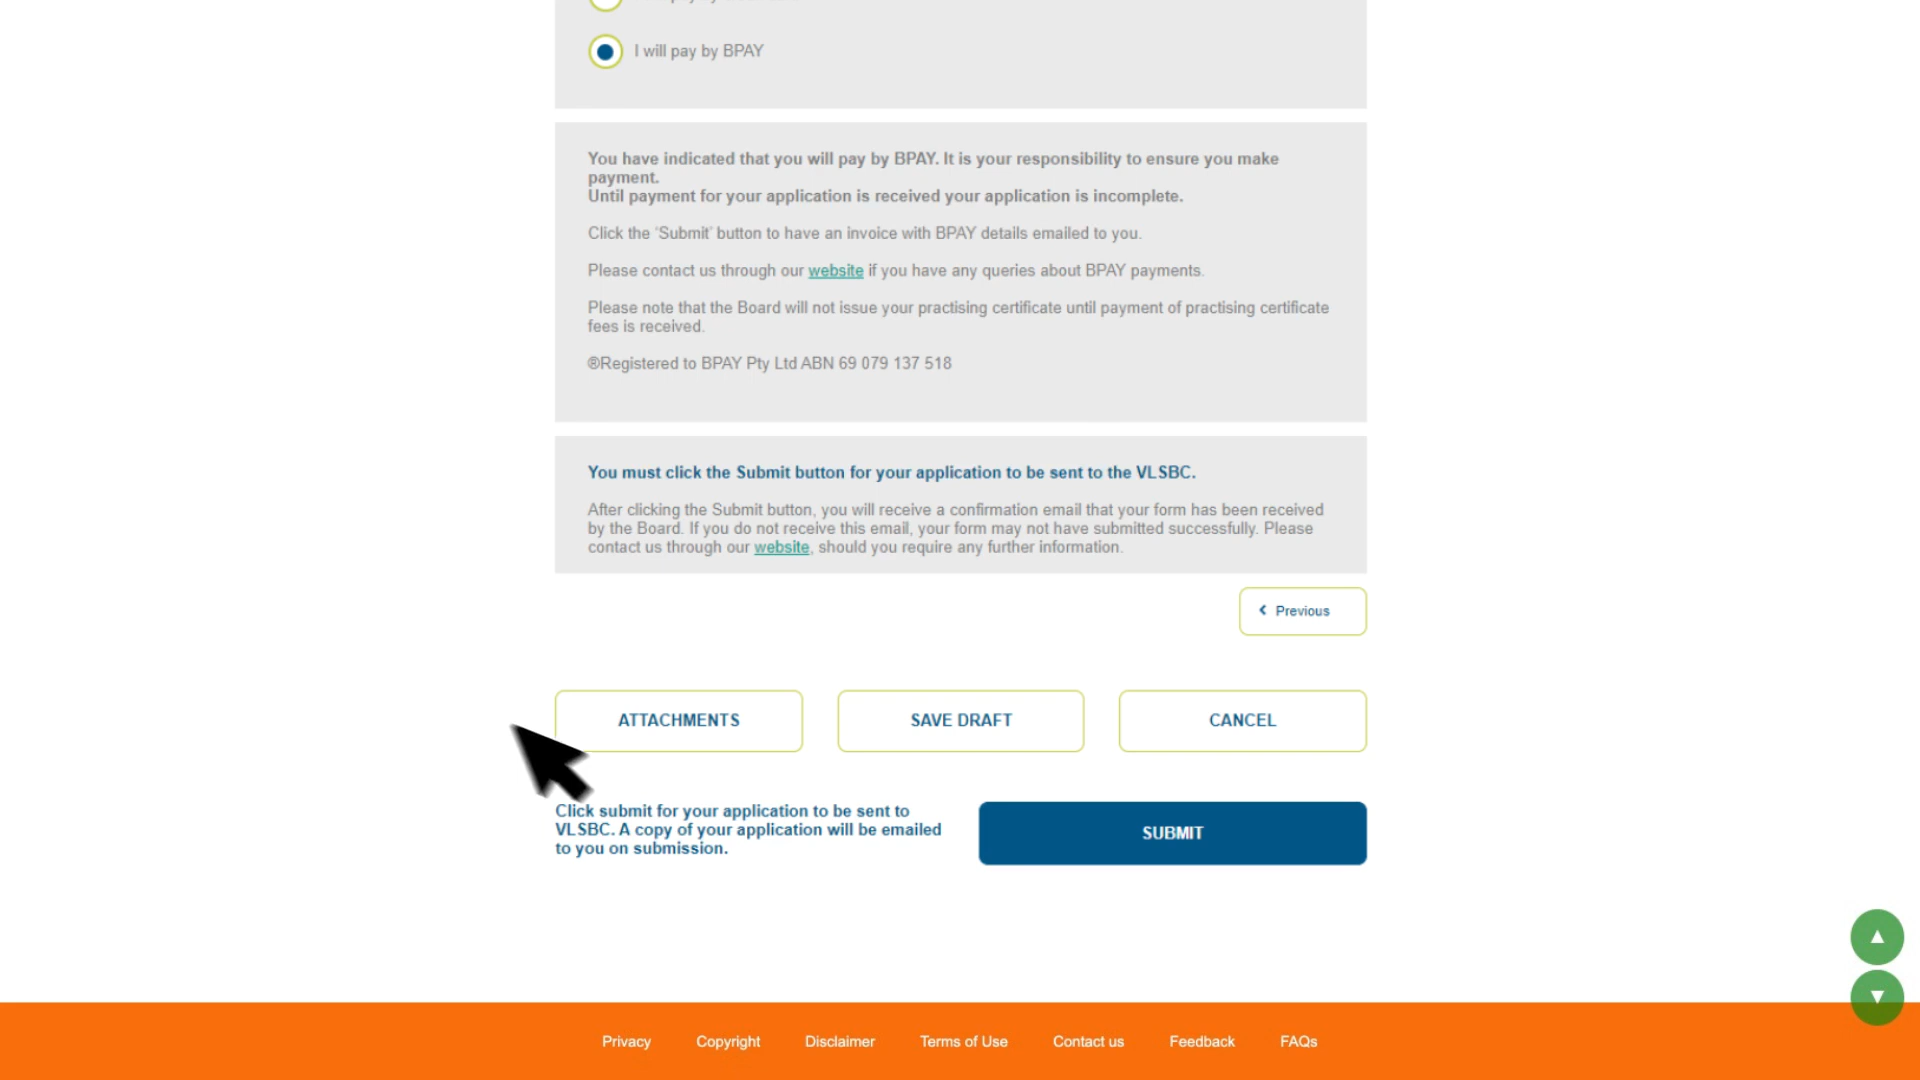 I will pay by BPAY
You have indicated that you will pay by BPAY. It is your responsibility to ensure you make
payment.
Until payment for your application is received your application is incomplete.
Click the 'Submit' button to have an invoice with BPAY details emailed to you.
Please contact us through our website if you have any queries about BPAY payments.
Please note that the Board will not issue your practising certificate until payment of practising certificate
fees is received.
®Registered to BPAY Pty Ltd ABN 69 079 137 518
You must click the Submit button for your application to be sent to the VLSBC.
After clicking the Submit button, you will receive a confirmation email that your form has been received
by the Board. If you do not receive this email, your form may not have submitted successfully. Please
contact us through our website, should you require any further information.
Previous
ATTACHMENTS
SAVE DRAFT
CANCEL
Click submit for your application to be sent to
VLSBC. A copy of your application will be emailed
to you on submission.
SUBMIT
Privacy
Copyright
Disclaimer
Terms of Use
Contact us
Feedback
FAQs